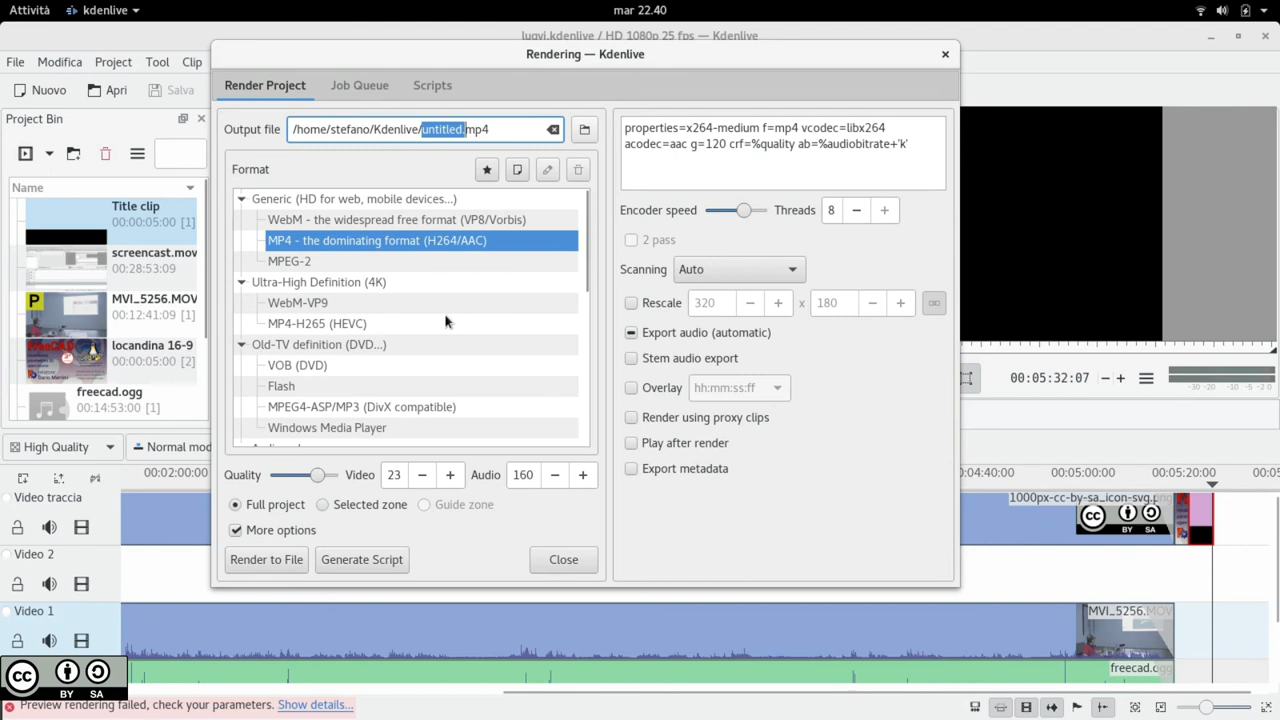 Attività
kdenlive
mar 22.40
lugvi.kdenlive / HD 1080p 25 fps — Kdenlive
Rendering — Kdenlive
File
Modifica
Project
Tool
Clip
Nuovo
Apri
Salva
Project Bin
Name
Title clip
00:00:05:00 [1]
screencast.mov
00:28:53:09
P
MVI_5256.MOV
00:12:41:09 [1]
locandina 16-9
00:00:05:00 [2]
freecad.ogg
00:14:53:00 [1]
High Quality
Normal mod
Render Project
Job Queue
Scripts
Output file
/home/stefano/Kdenlive/untitled.mp4
Format
Generic (HD for web, mobile devices...)
WebM - the widespread free format (VP8/Vorbis)
MP4 - the dominating format (H264/AAC)
MPEG-2
Ultra-High Definition (4K)
WebM-VP9
MP4-H265 (HEVC)
Old-TV definition (DVD...)
VOB (DVD)
Flash
MPEG4-ASP/MP3 (DivX compatible)
Windows Media Player
Quality
Video
23
Audio
160
Full project
Selected zone
Guide zone
More options
Render to File
Generate Script
Close
properties=x264-medium f=mp4 vcodec=libx264
acodec=aac g=120 crf=%quality ab=%audiobitrate+'k'
Encoder speed
Threads
8
2 pass
Scanning
Auto
Rescale
320
x
180
Export audio (automatic)
Stem audio export
Overlay
hh:mm:ss:ff
Render using proxy clips
Play after render
Export metadata
00:05:32:07
-30 -20
00:02:00:00
00:04:40:00
00:05:00:00
00:05:20:00
00:05
Video traccia
1000px-cc-by-sa_icon-svg.png
cc
BY SA
Video 2
Video 1
MVI_5256.MOV
freecad.ogg
cc
BY SA
Preview rendering failed, check your parameters. Show details...